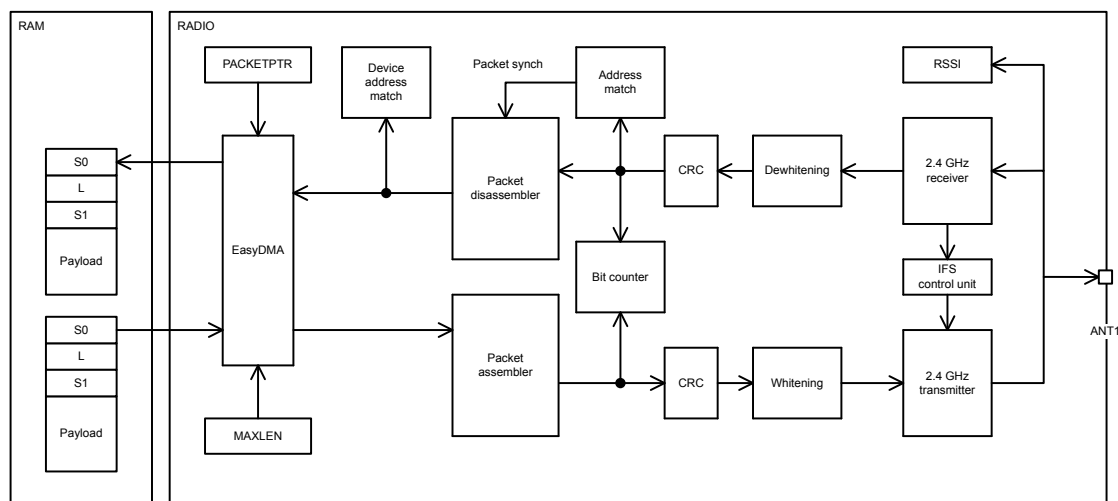 RAM
RADIO
PACKETPTR
Device
address
match
Packet synch
Address
match
RSSI
S0
L
S1
Payload
EasyDMA
Packet
disassembler
CRC
Dewhitening
2.4 GHz
receiver
Bit counter
IFS
control unit
ANT1
S0
L
S1
Payload
Packet
assembler
CRC
Whitening
2.4 GHz
transmitter
MAXLEN